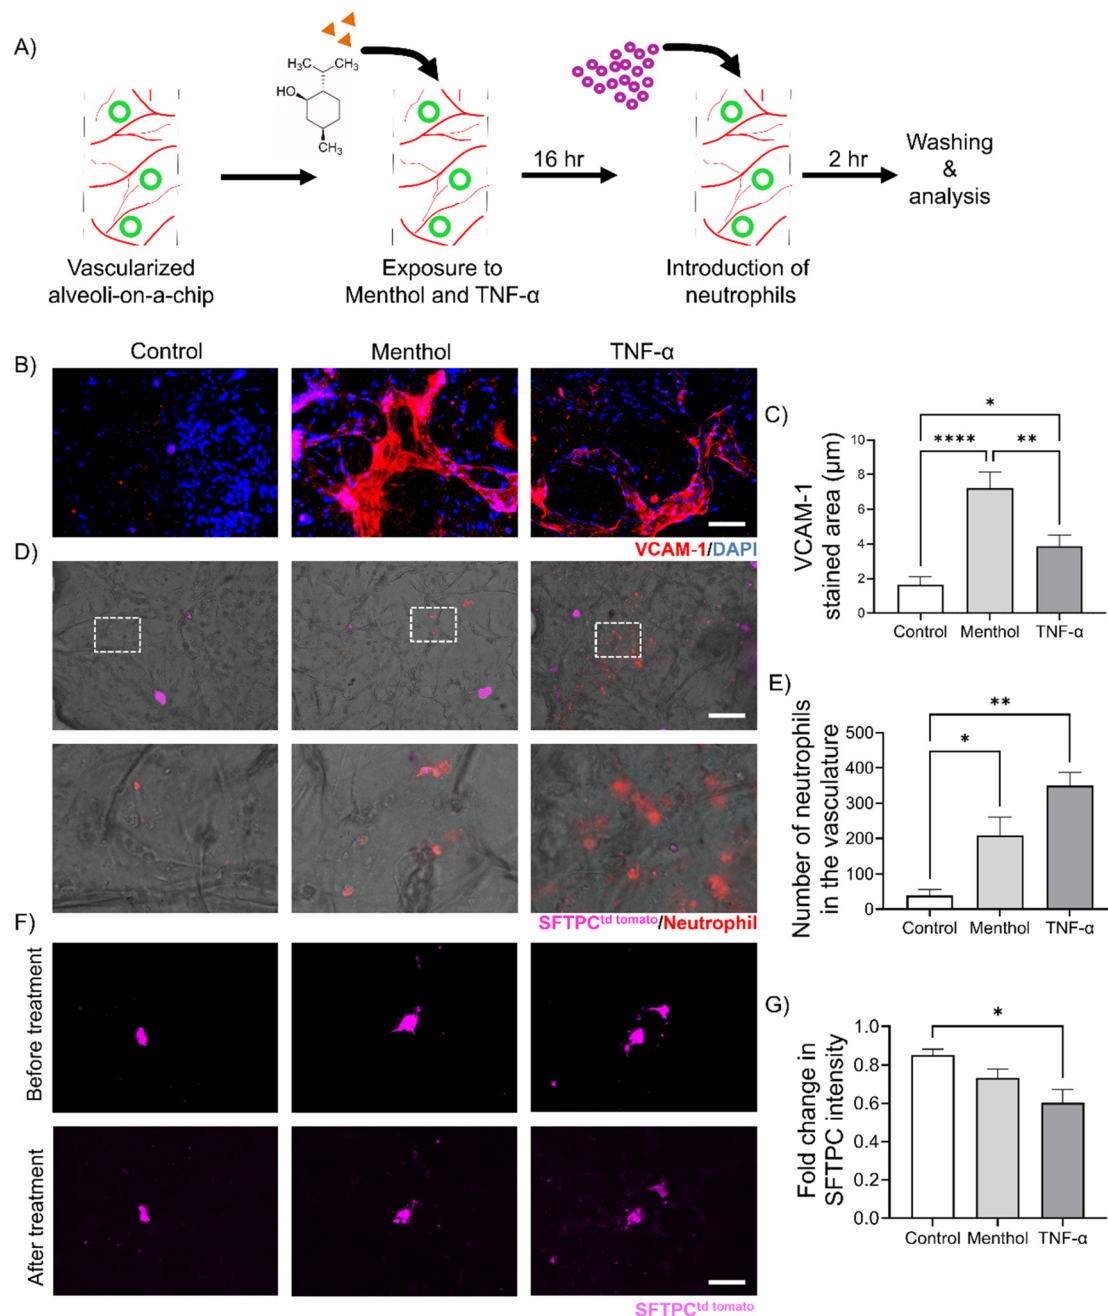 A)
CH₃
H₃C
CH₃
HO
CH₃
16 hr
2 hr
Washing
&
analysis
Vascularized
alveoli-on-a-chip
Exposure to
Menthol and TNF-α
Introduction of
neutrophils
B)
Control
Menthol
TNF-α
VCAM-1/DAPI
C)
VCAM-1
stained area (µm)
10
8
6
4
2
0
*
****
**
Control
Menthol
TNF-α
D)
SFTPCtd tomato/Neutrophil
E)
Number of neutrophils
in the vasculature
500
400
300
200
100
0
**
*
Control
Menthol
TNF-α
F)
Before treatment
After treatment
SFTPCtd tomato
G)
Fold change in
SFTPC intensity
1.0
0.8
0.6
0.4
0.2
0.0
*
Control
Menthol
TNF-α